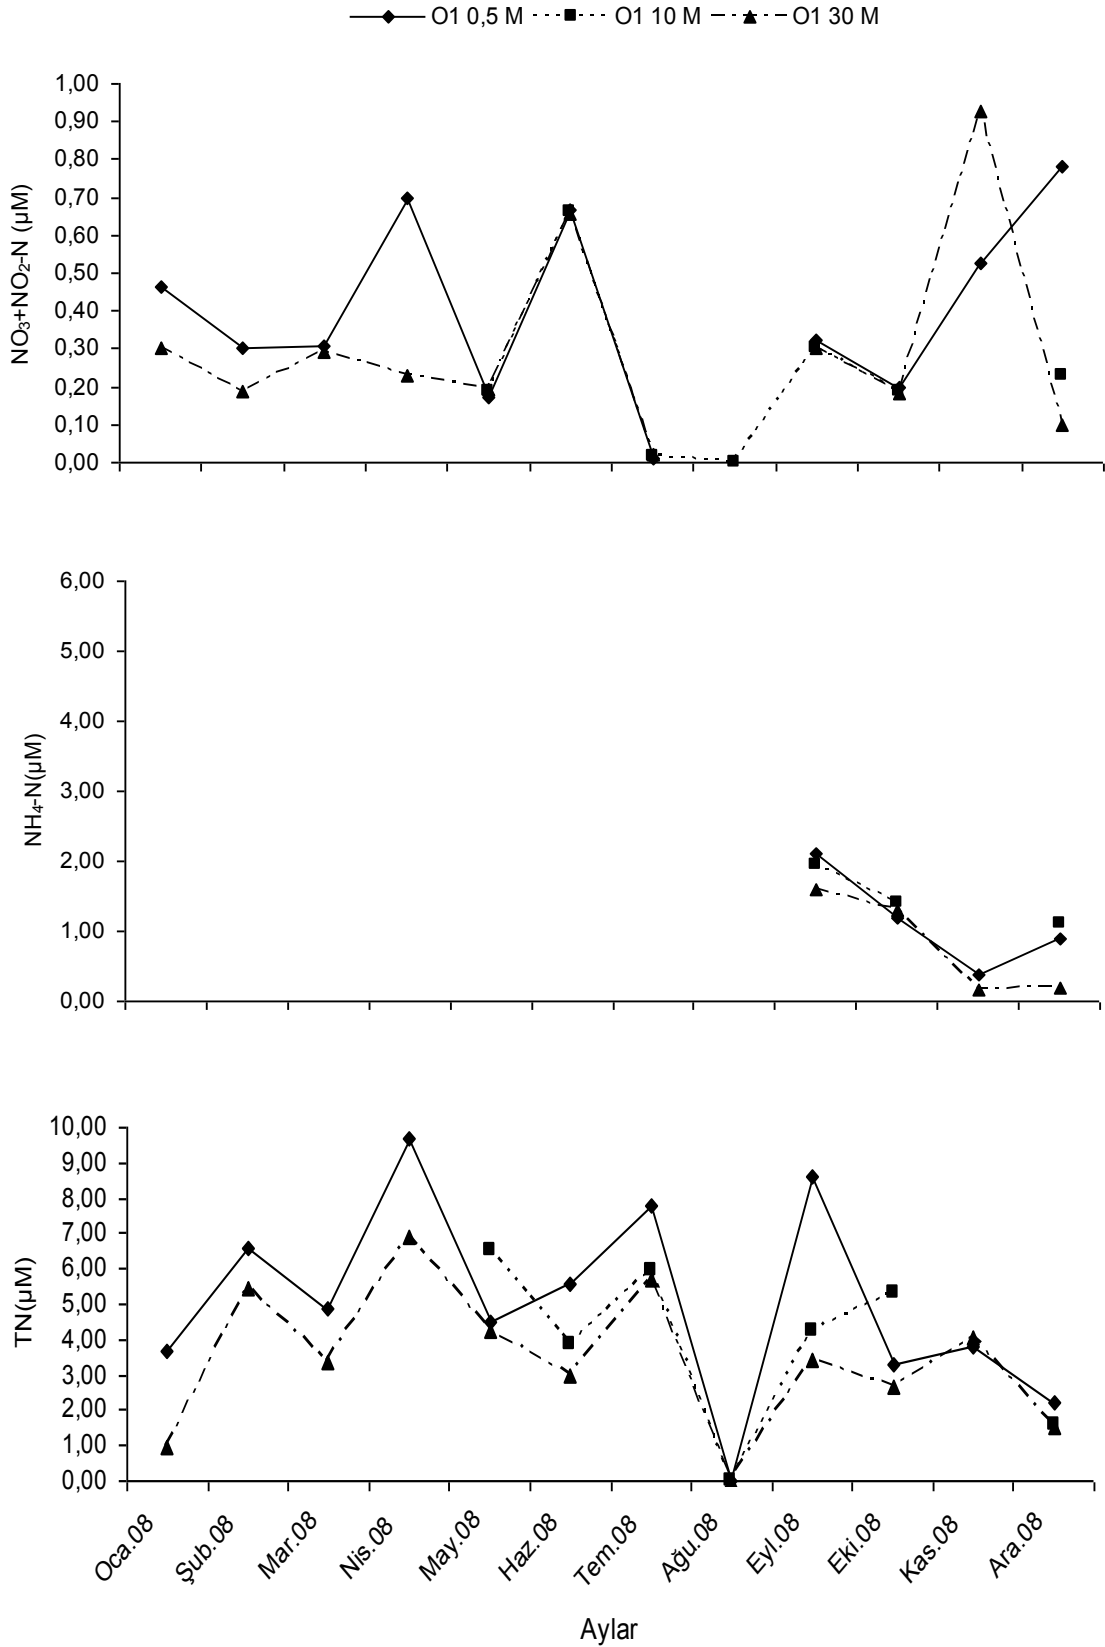 O1 0,5 M O1 10 M O1 30 M
1,00
0,90
0,80
0,70
0,60
0,50
0,40
0,30
0,20
0,10
0,00
NO₃+NO₂-N (µM)
6,00
5,00
4,00
3,00
2,00
1,00
0,00
NH₄-N(µM)
10,00
9,00
8,00
7,00
6,00
5,00
4,00
3,00
2,00
1,00
0,00
TN(µM)
Oca.08
Şub.08
Mar.08
Nis.08
May.08
Haz.08
Tem.08
Ağu.08
Eyl.08
Eki.08
Kas.08
Ara.08
Aylar